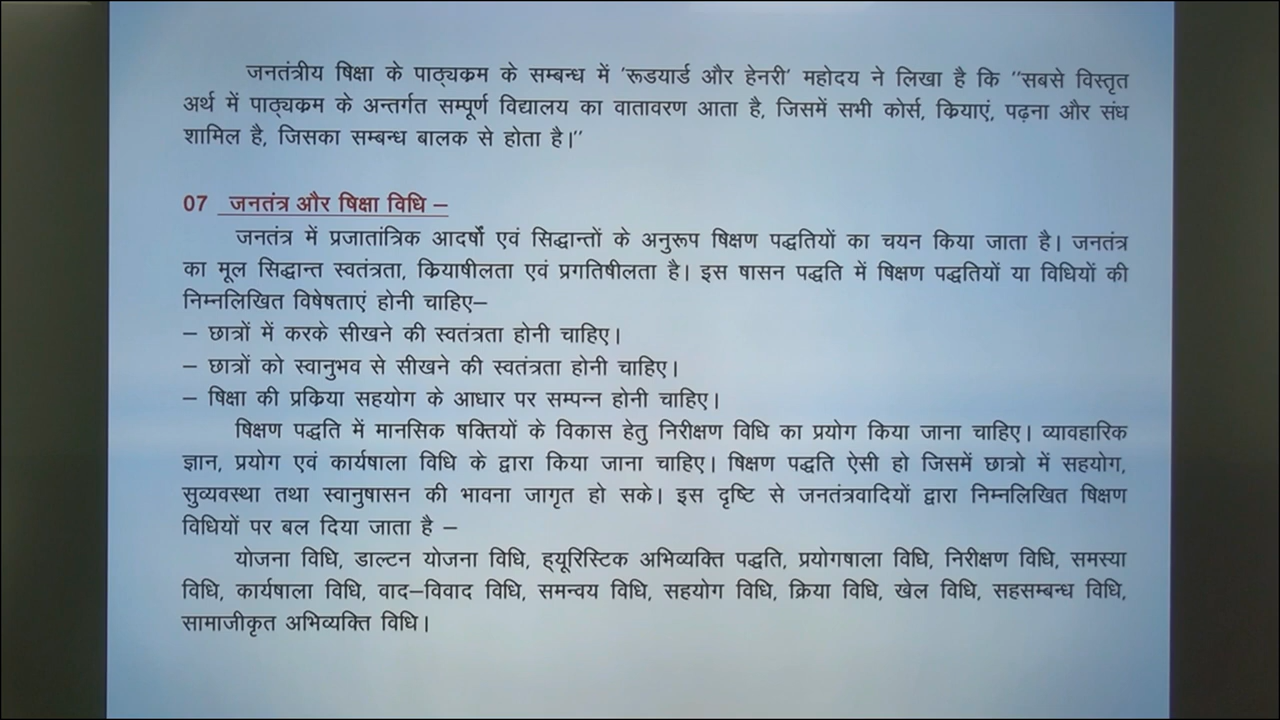 जनतंत्रीय षिक्षा के पाठ्यक्रम के सम्बन्ध में 'रूडयार्ड और हेनरी' महोदय ने लिखा है कि ''सबसे विस्तृत
अर्थ में पाठ्यक्रम के अन्तर्गत सम्पूर्ण विद्यालय का वातावरण आता है, जिसमें सभी कोर्स, क्रियाएं, पढ़ना और संध
शामिल है, जिसका सम्बन्ध बालक से होता है।''
07 जनतंत्र और षिक्षा विधि –
जनतंत्र में प्रजातांत्रिक आदर्षों एवं सिद्धान्तों के अनुरूप षिक्षण पद्धतियों का चयन किया जाता है। जनतंत्र
का मूल सिद्धान्त स्वतंत्रता, क्रियाषीलता एवं प्रगतिषीलता है। इस षासन पद्धति में षिक्षण पद्धतियों या विधियों की
निम्नलिखित विषेषताएं होनी चाहिए–
– छात्रों में करके सीखने की स्वतंत्रता होनी चाहिए।
– छात्रों को स्वानुभव से सीखने की स्वतंत्रता होनी चाहिए।
– षिक्षा की प्रक्रिया सहयोग के आधार पर सम्पन्न होनी चाहिए।
षिक्षण पद्धति में मानसिक षक्तियों के विकास हेतु निरीक्षण विधि का प्रयोग किया जाना चाहिए। व्यावहारिक
ज्ञान, प्रयोग एवं कार्यषाला विधि के द्वारा किया जाना चाहिए। षिक्षण पद्धति ऐसी हो जिसमें छात्रो में सहयोग,
सुव्यवस्था तथा स्वानुषासन की भावना जागृत हो सके। इस दृष्टि से जनतंत्रवादियों द्वारा निम्नलिखित षिक्षण
विधियों पर बल दिया जाता है –
योजना विधि, डाल्टन योजना विधि, ह्यूरिस्टिक अभिव्यक्ति पद्धति, प्रयोगषाला विधि, निरीक्षण विधि, समस्या
विधि, कार्यषाला विधि, वाद–विवाद विधि, समन्वय विधि, सहयोग विधि, क्रिया विधि, खेल विधि, सहसम्बन्ध विधि,
सामाजीकृत अभिव्यक्ति विधि।